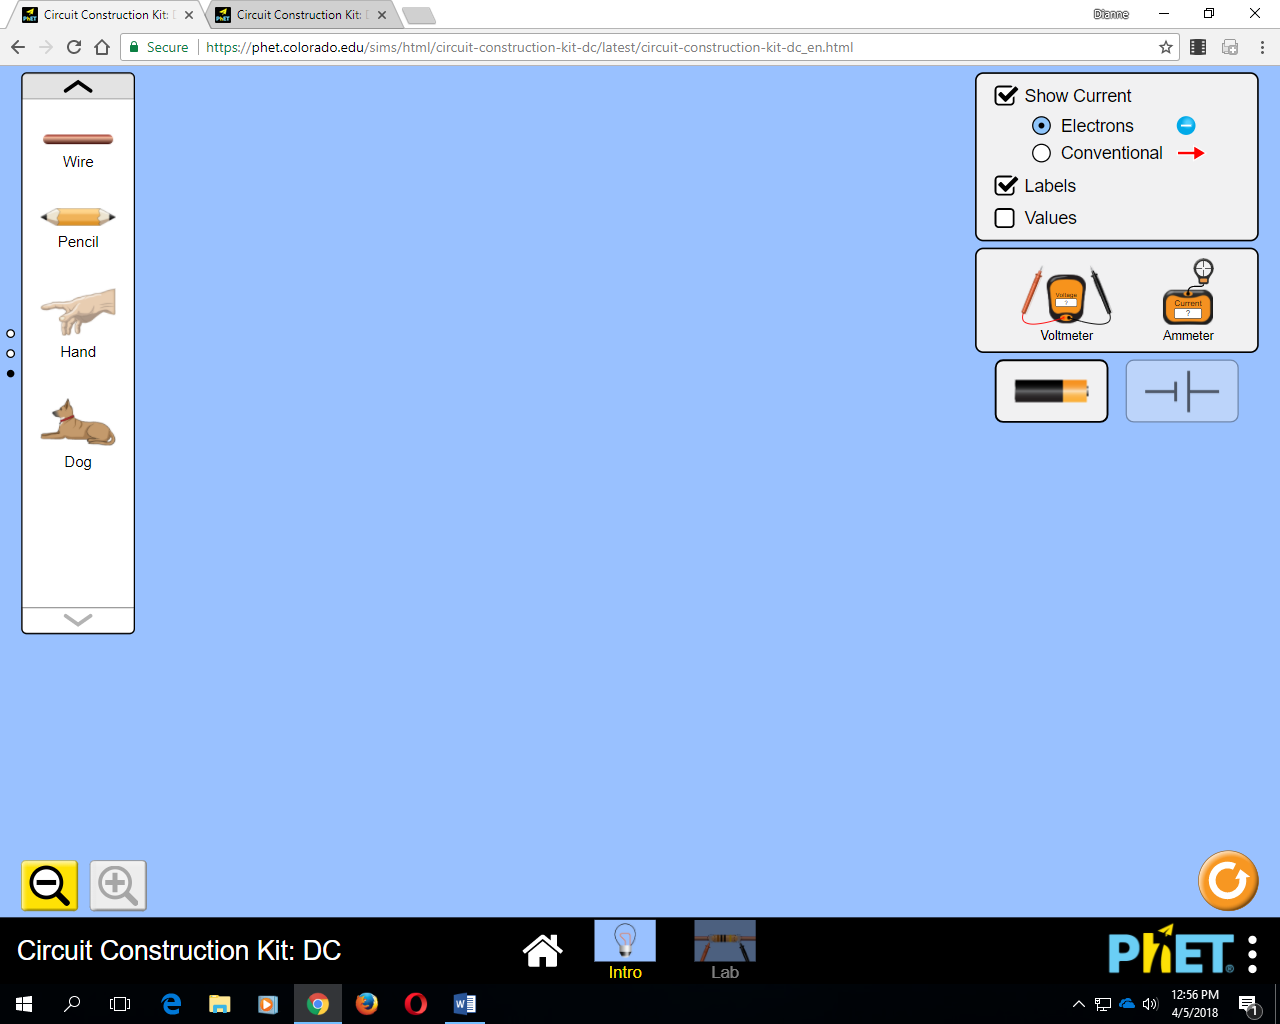 Circuit Construction Kit:
Circuit Construction Kit:
Dianne
Secure
https://phet.colorado.edu/sims/html/circuit-construction-kit-dc/latest/circuit-construction-kit-dc_en.html
Wire
Pencil
Hand
Dog
Show Current
Electrons
Conventional
Labels
Values
Voltage
?
Voltmeter
Current
?
Ammeter
Circuit Construction Kit: DC
Intro
Lab
PhET
12:56 PM
4/5/2018
1